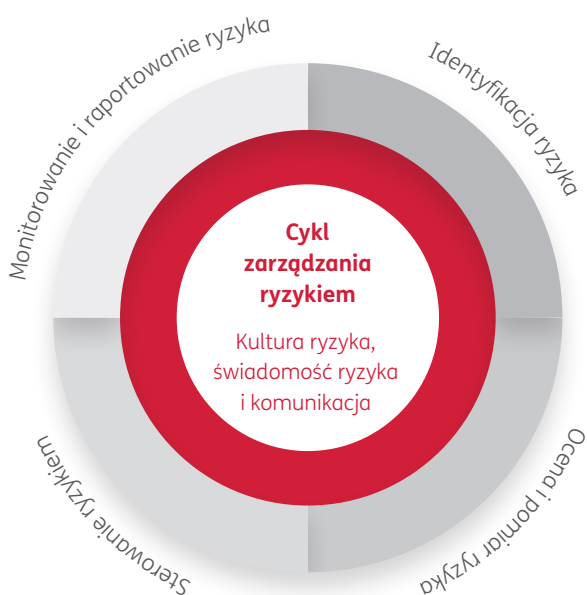 Monitorowanie i raportowanie ryzyka
Identyfikacja ryzyka
Cykl
zarządzania
ryzykiem
Kultura ryzyka,
świadomość ryzyka
i komunikacja
Sterowanie ryzykiem
Ocena i pomiar ryzyka